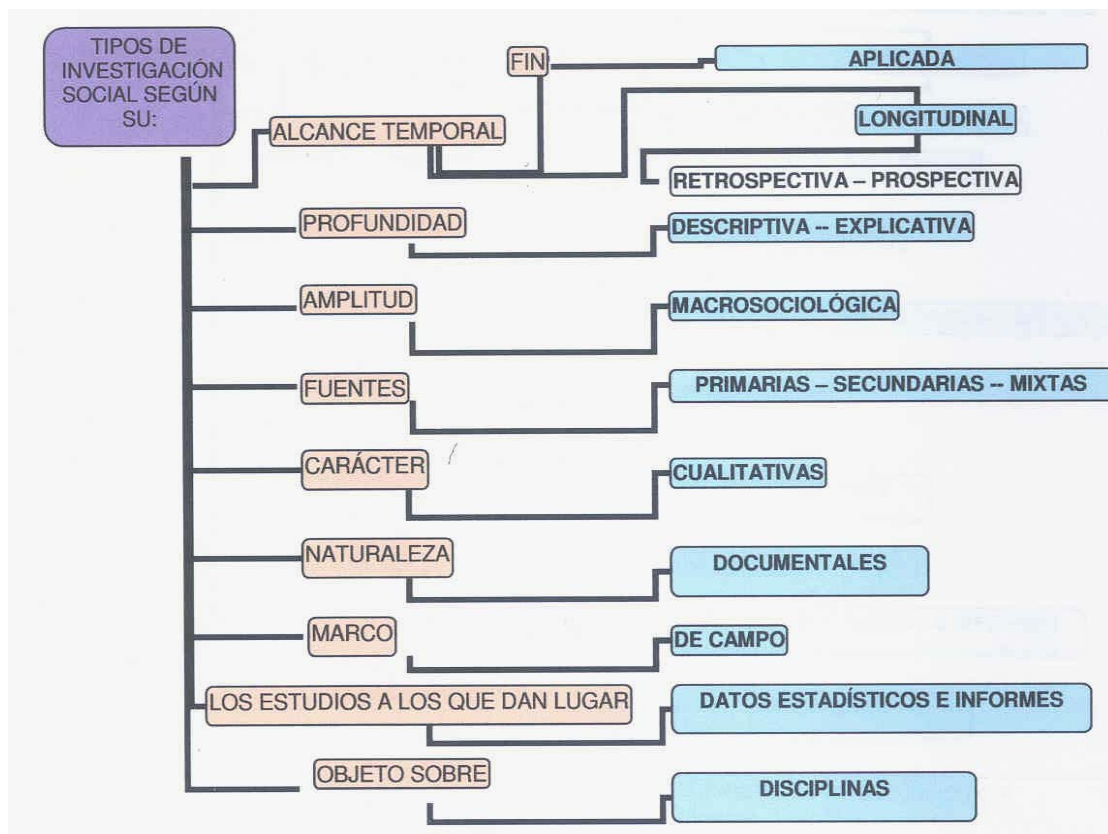 TIPOS DE
INVESTIGACIÓN
SOCIAL SEGÚN
SU:
FIN
APLICADA
ALCANCE TEMPORAL
LONGITUDINAL
RETROSPECTIVA – PROSPECTIVA
PROFUNDIDAD
DESCRIPTIVA -- EXPLICATIVA
AMPLITUD
MACROSOCIOLÓGICA
FUENTES
PRIMARIAS – SECUNDARIAS -- MIXTAS
CARÁCTER
CUALITATIVAS
NATURALEZA
DOCUMENTALES
MARCO
DE CAMPO
LOS ESTUDIOS A LOS QUE DAN LUGAR
DATOS ESTADÍSTICOS E INFORMES
OBJETO SOBRE
DISCIPLINAS